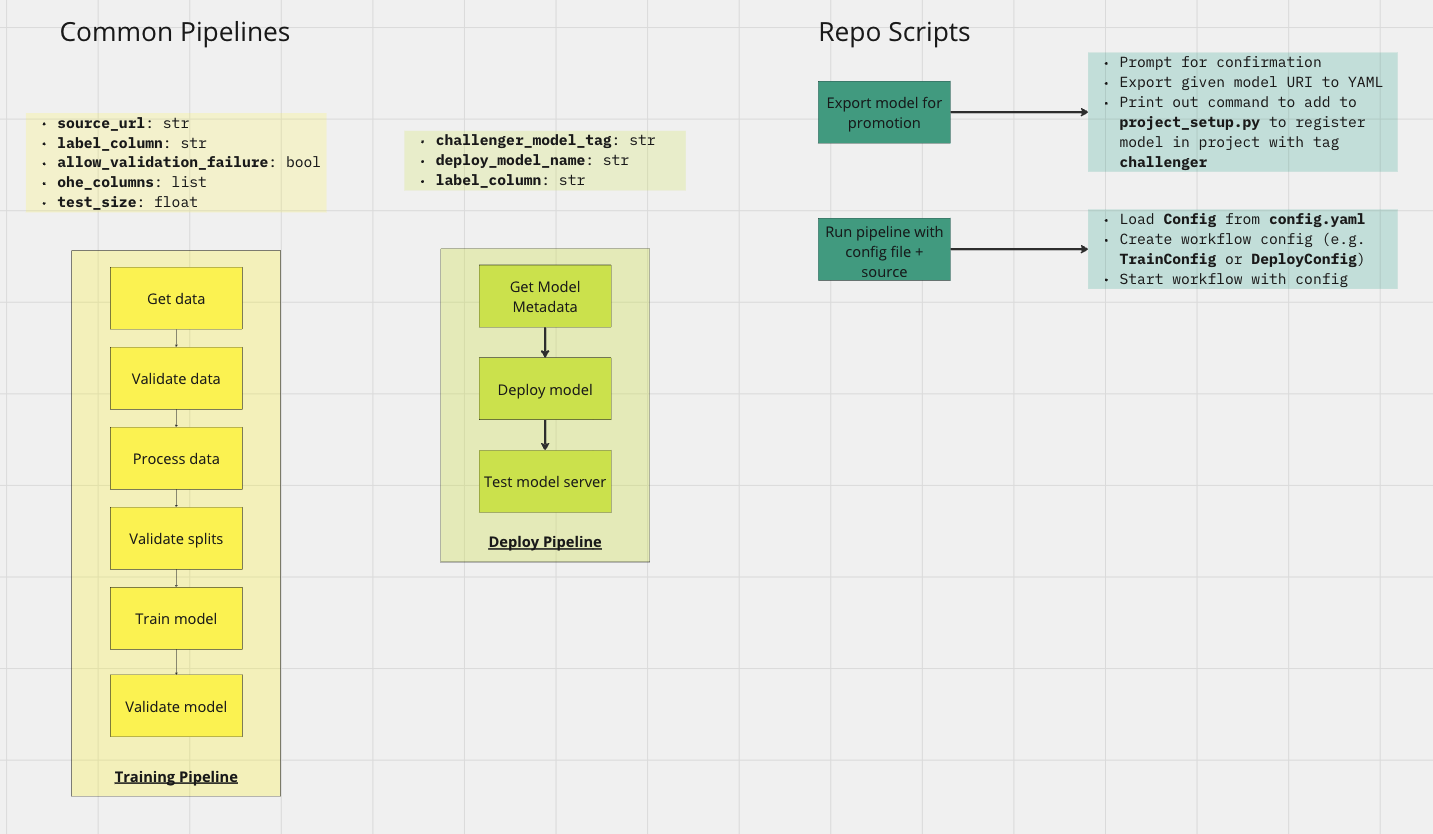 Common Pipelines
• source_url: str
• label_column: str
• allow_validation_failure: bool
• ohe_columns: list
• test_size: float
Get data
Validate data
Process data
Validate splits
Train model
Validate model
Training Pipeline
• challenger_model_tag: str
• deploy_model_name: str
• label_column: str
Get Model
Metadata
Deploy model
Test model server
Deploy Pipeline
Repo Scripts
Export model for
promotion
• Prompt for confirmation
• Export given model URI to YAML
• Print out command to add to
project_setup.py to register
model in project with tag
challenger
Run pipeline with
config file +
source
• Load Config from config.yaml
• Create workflow config (e.g.
TrainConfig or DeployConfig)
• Start workflow with config